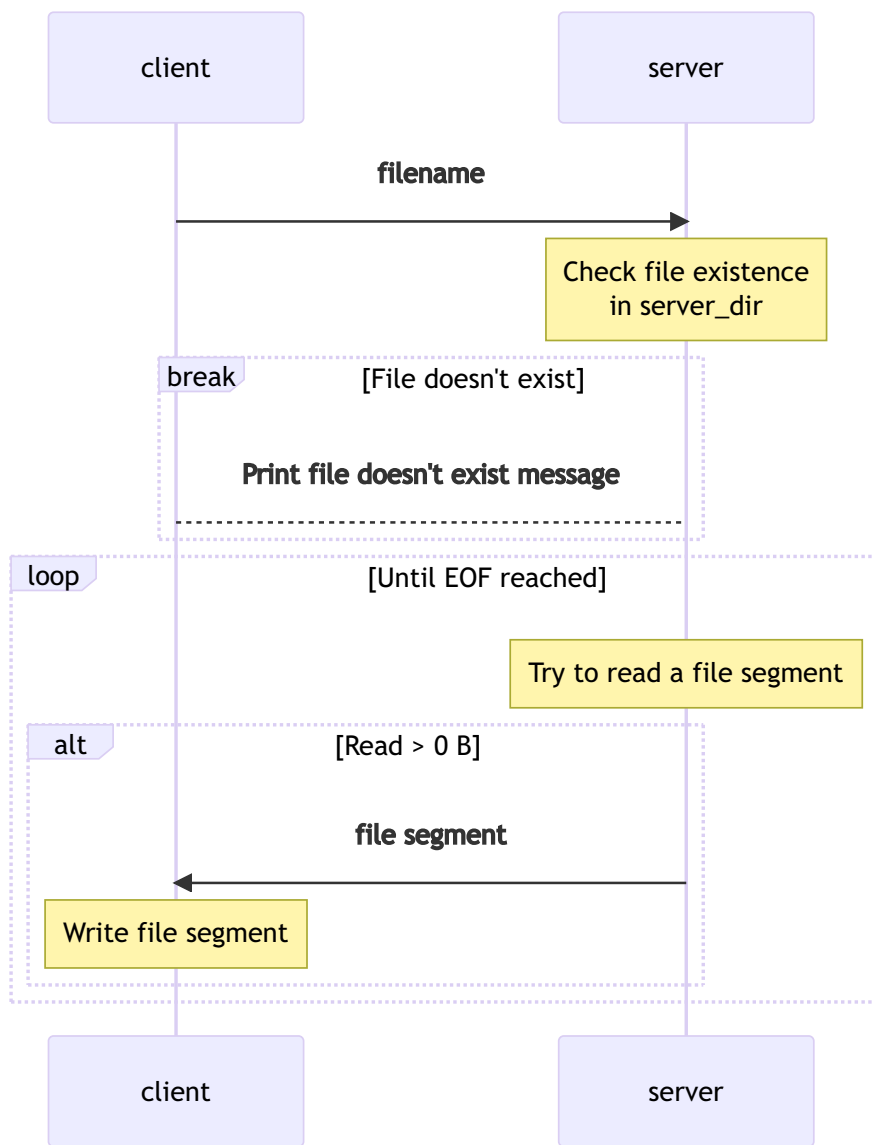 client
server
filename
Check file existence
in server_dir
break
[File doesn't exist]
Print file doesn't exist message
loop
[Until EOF reached]
Try to read a file segment
alt
[Read > 0 B]
file segment
Write file segment
client
server